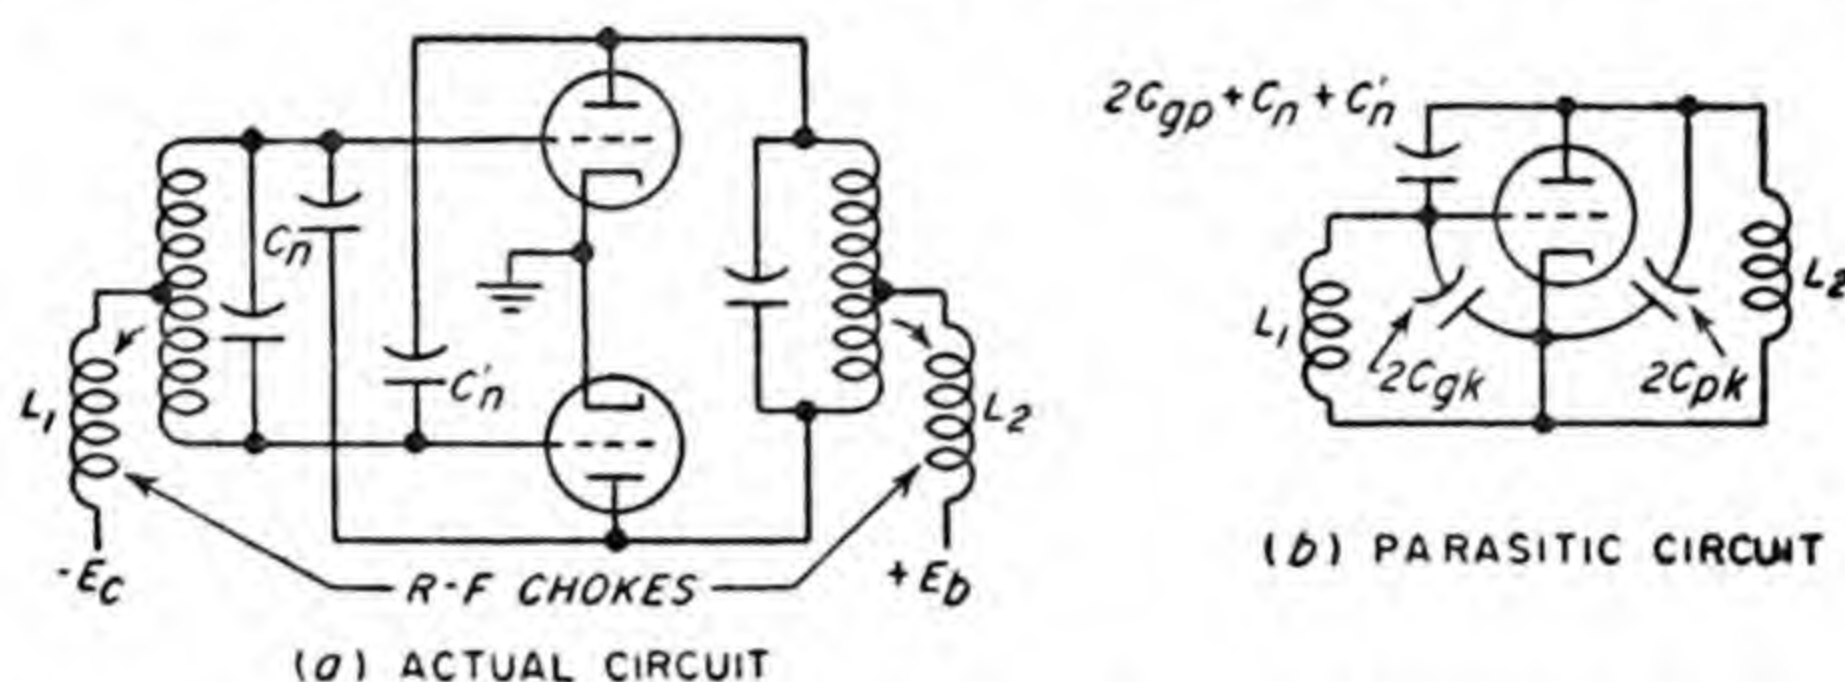 Cn
C'n
L1
L2
-Ec
R-F CHOKES
+Eb
(a) ACTUAL CIRCUIT
2Cgp + Cn + C'n
L1
L2
2Cgk
2Cpk
(b) PARASITIC CIRCUIT